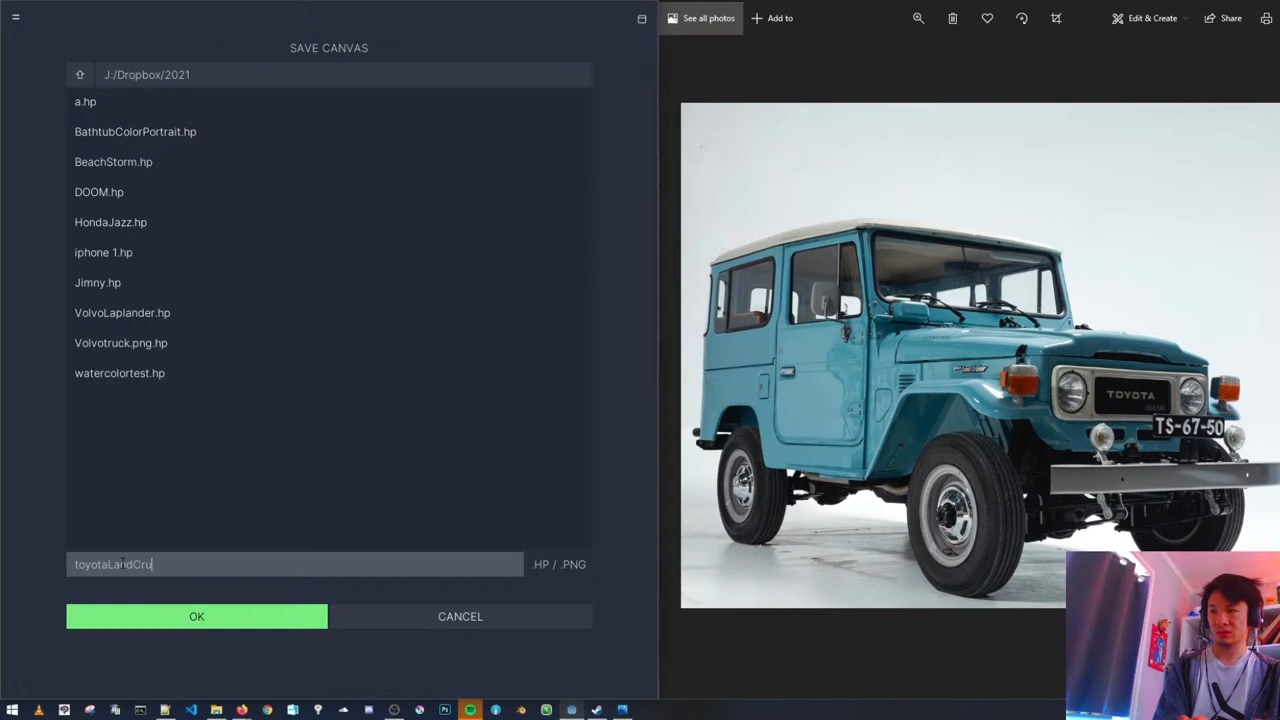 See all photos
Add to
Edit & Create
Share
SAVE CANVAS
J:/Dropbox/2021
a.hp
BathtubColorPortrait.hp
BeachStorm.hp
DOOM.hp
HondaJazz.hp
iphone 1.hp
Jimny.hp
VolvoLaplander.hp
Volvotruck.png.hp
watercolortest.hp
toyotaLandCru
.HP / .PNG
OK
CANCEL
TOYOTA
TS-67-50